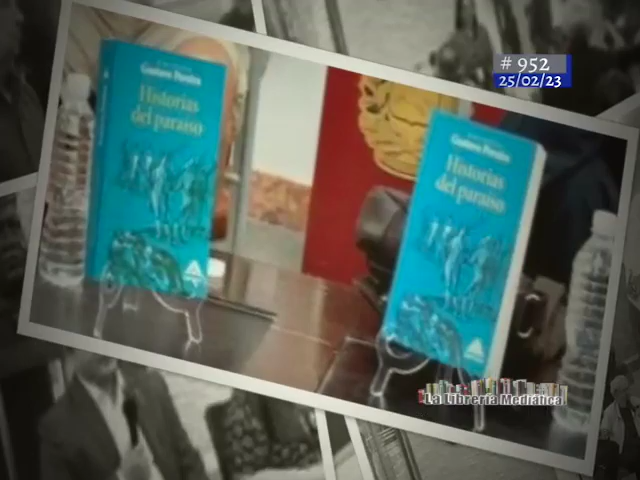 # 952
25/02/23
Gustavo Pereira
Historias
del paraíso
Gustavo Pereira
Historias
del paraíso
La Librería Mediática